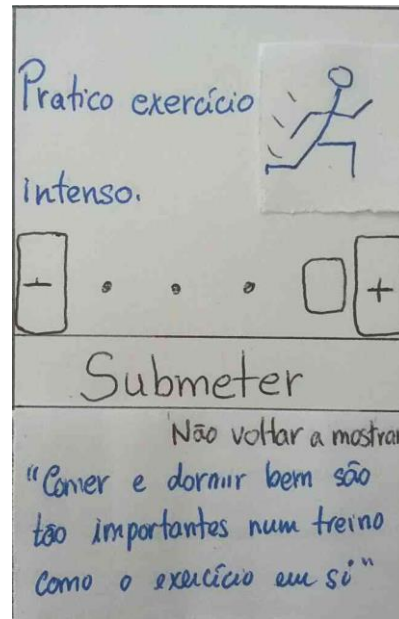 Pratico exercício
intenso.
- +
Submeter
Não voltar a mostrar
"Comer e dormir bem são
tão importantes num treino
como o exercício em si"